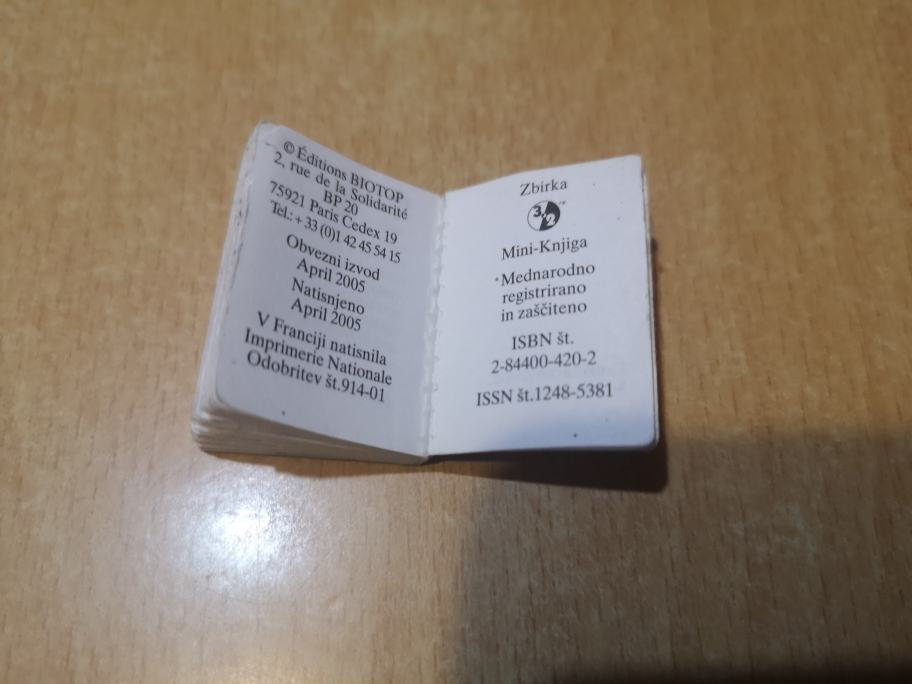 © Éditions BIOTOP
2, rue de la Solidarité
BP 20
75921 Paris Cedex 19
Tel.: + 33 (0)1 42 45 54 15
Obvezni izvod
April 2005
Natisnjeno
April 2005
V Franciji natisnila
Imprimerie Nationale
Odobritev št.914-01
Zbirka
3,2
Mini-Knjiga
Mednarodno
registrirano
in zaščiteno
ISBN št.
2-84400-420-2
ISSN št.1248-5381